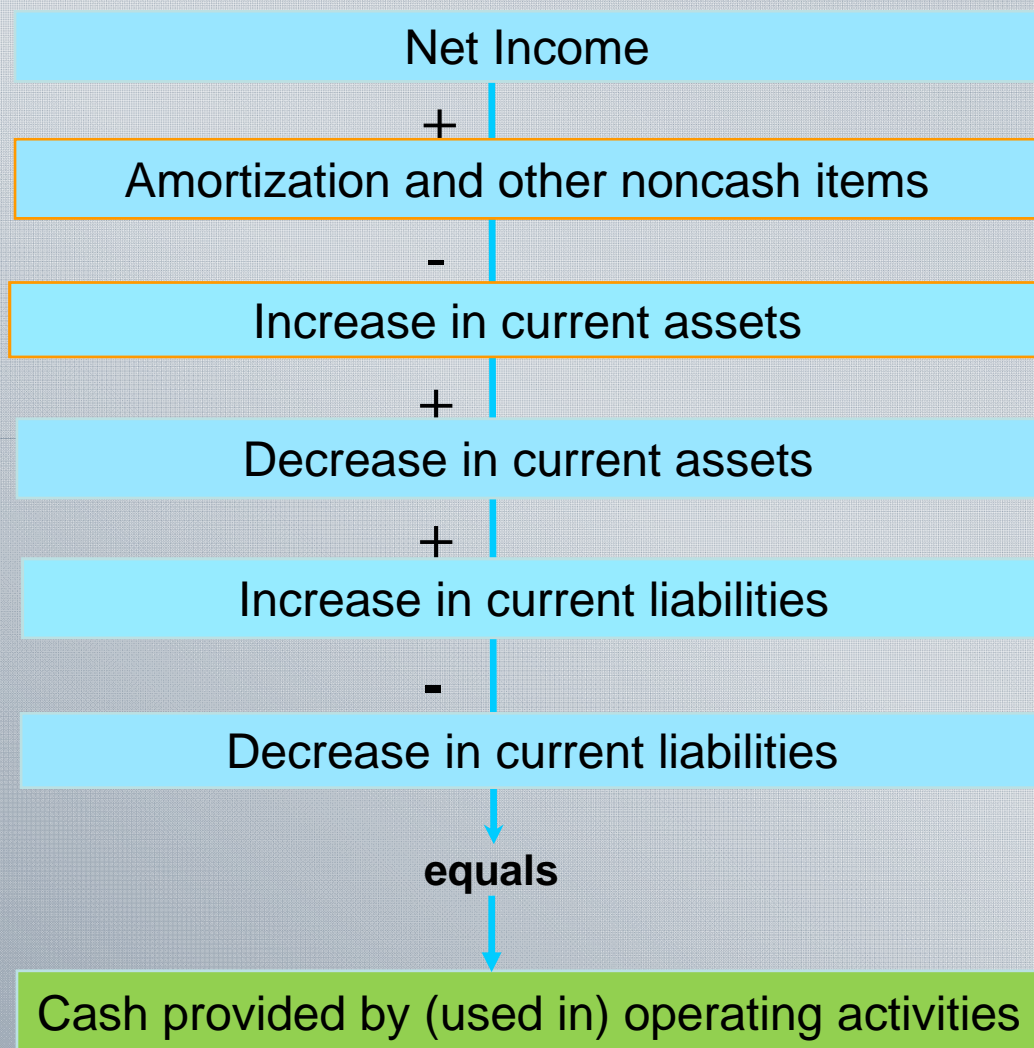 Net Income
+
Amortization and other noncash items
-
Increase in current assets
+
Decrease in current assets
+
Increase in current liabilities
-
Decrease in current liabilities
equals
Cash provided by (used in) operating activities